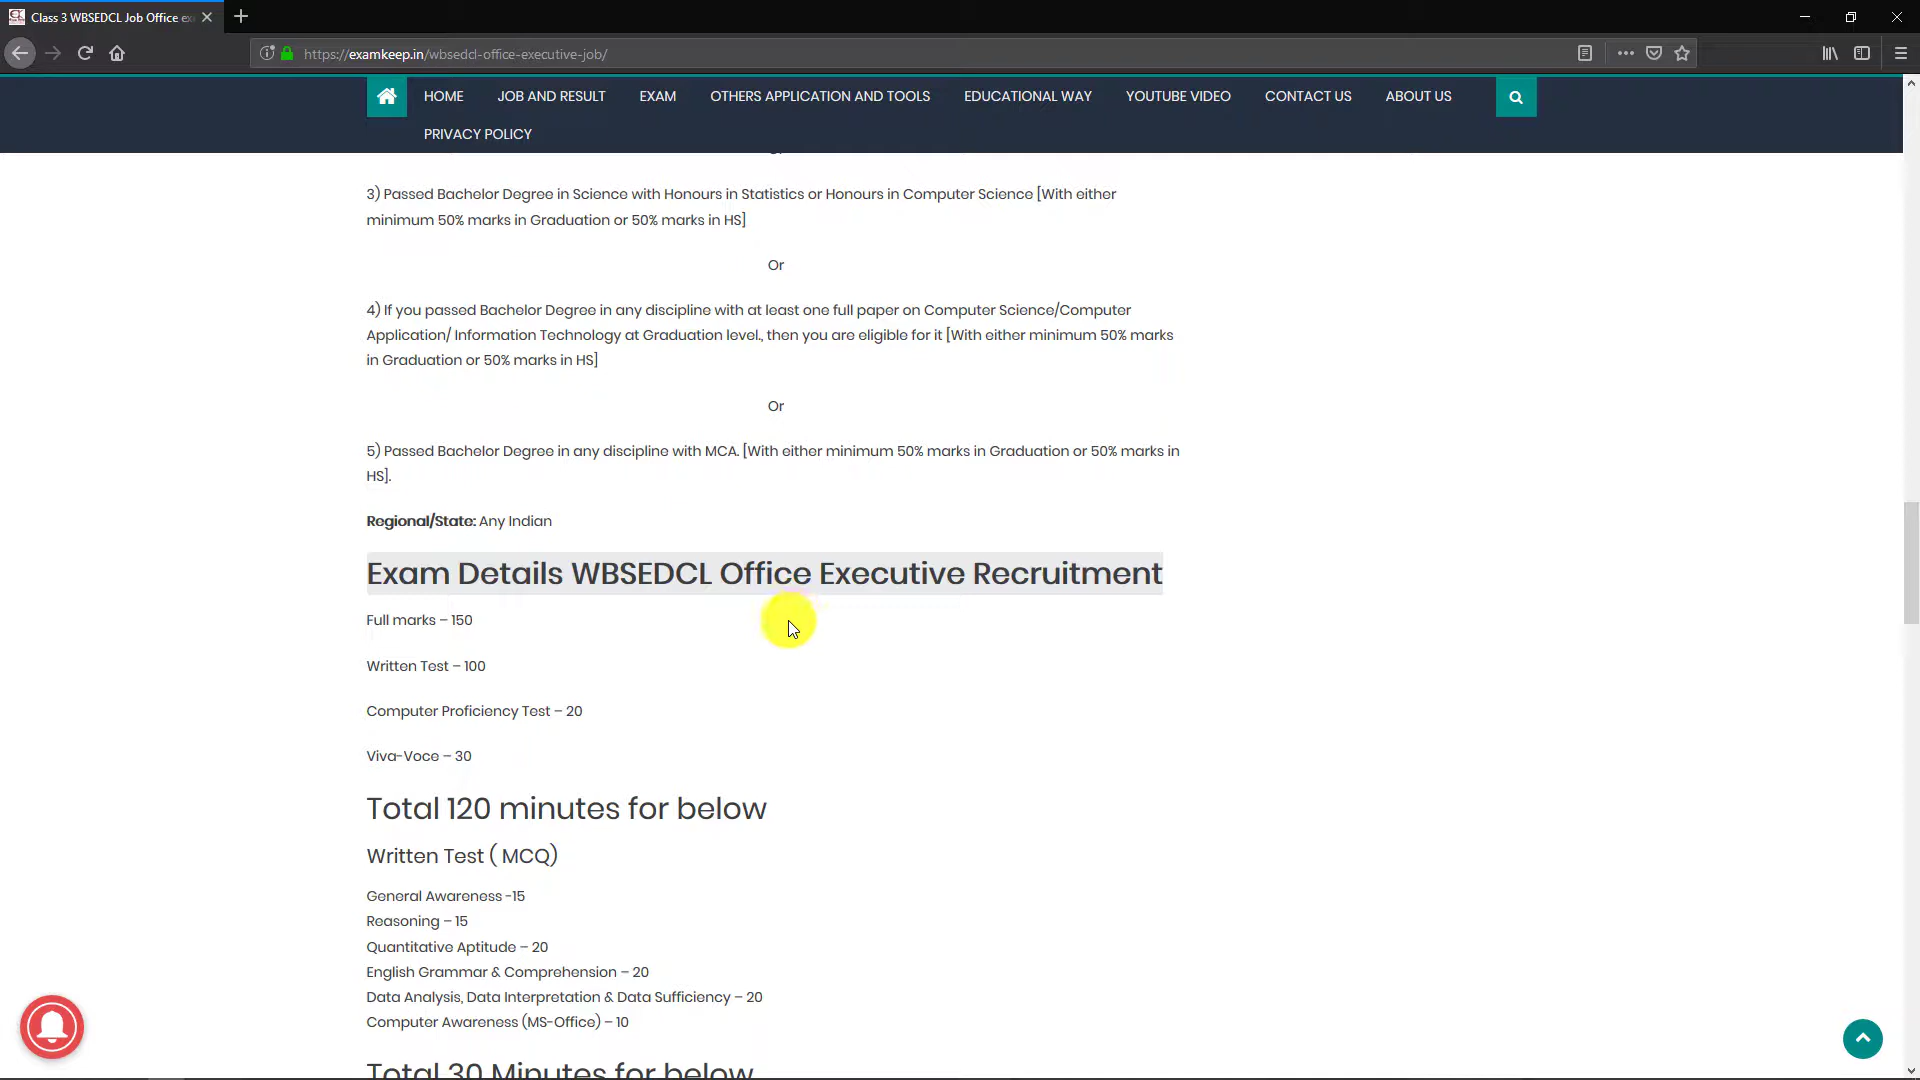 Class 3 WBSEDCL Job Office ex
https://examkeep.in/wbsedcl-office-executive-job/
HOME JOB AND RESULT EXAM OTHERS APPLICATION AND TOOLS EDUCATIONAL WAY YOUTUBE VIDEO CONTACT US ABOUT US
PRIVACY POLICY
3) Passed Bachelor Degree in Science with Honours in Statistics or Honours in Computer Science [With either
minimum 50% marks in Graduation or 50% marks in HS]
Or
4) If you passed Bachelor Degree in any discipline with at least one full paper on Computer Science/Computer
Application/ Information Technology at Graduation level., then you are eligible for it [With either minimum 50% marks
in Graduation or 50% marks in HS]
Or
5) Passed Bachelor Degree in any discipline with MCA. [With either minimum 50% marks in Graduation or 50% marks in
HS].
Regional/State: Any Indian
Exam Details WBSEDCL Office Executive Recruitment
Full marks – 150
Written Test – 100
Computer Proficiency Test – 20
Viva-Voce – 30
Total 120 minutes for below
Written Test ( MCQ)
General Awareness -15
Reasoning – 15
Quantitative Aptitude – 20
English Grammar & Comprehension – 20
Data Analysis, Data Interpretation & Data Sufficiency – 20
Computer Awareness (MS-Office) – 10
Total 30 Minutes for below